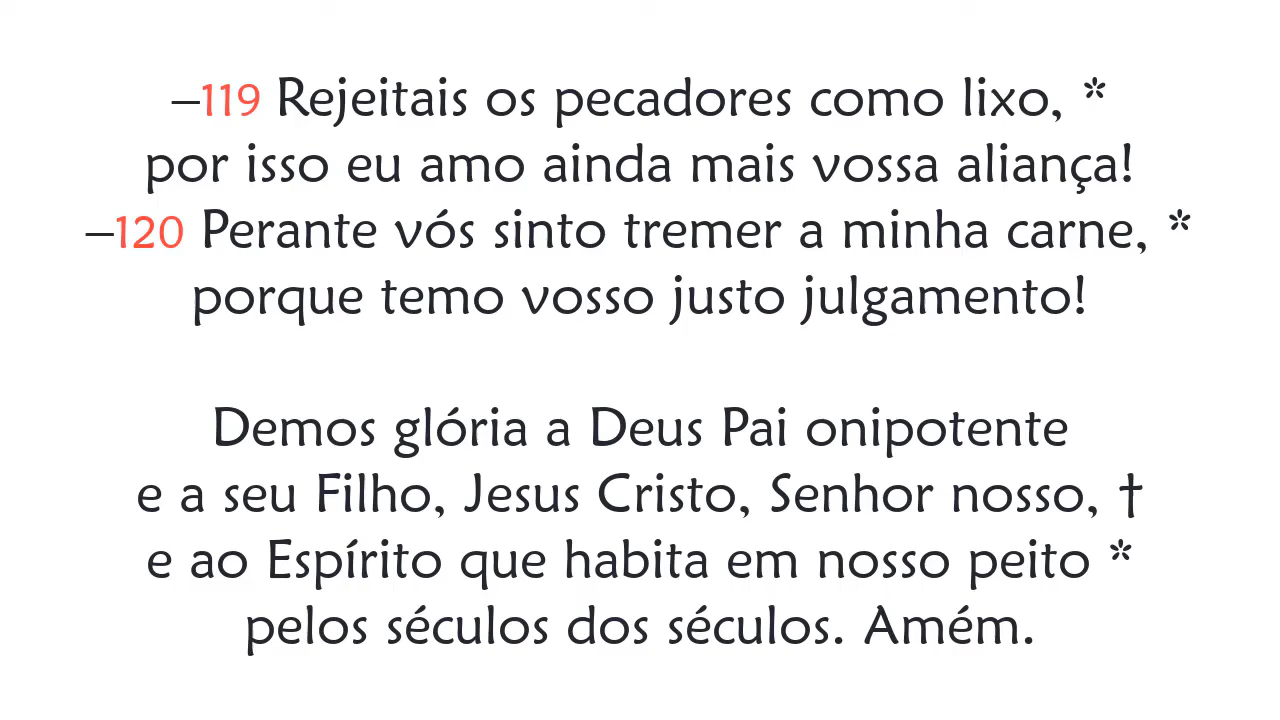 –119 Rejeitais os pecadores como lixo, *
por isso eu amo ainda mais vossa aliança!
–120 Perante vós sinto tremer a minha carne, *
porque temo vosso justo julgamento!
Demos glória a Deus Pai onipotente
e a seu Filho, Jesus Cristo, Senhor nosso, †
e ao Espírito que habita em nosso peito *
pelos séculos dos séculos. Amém.